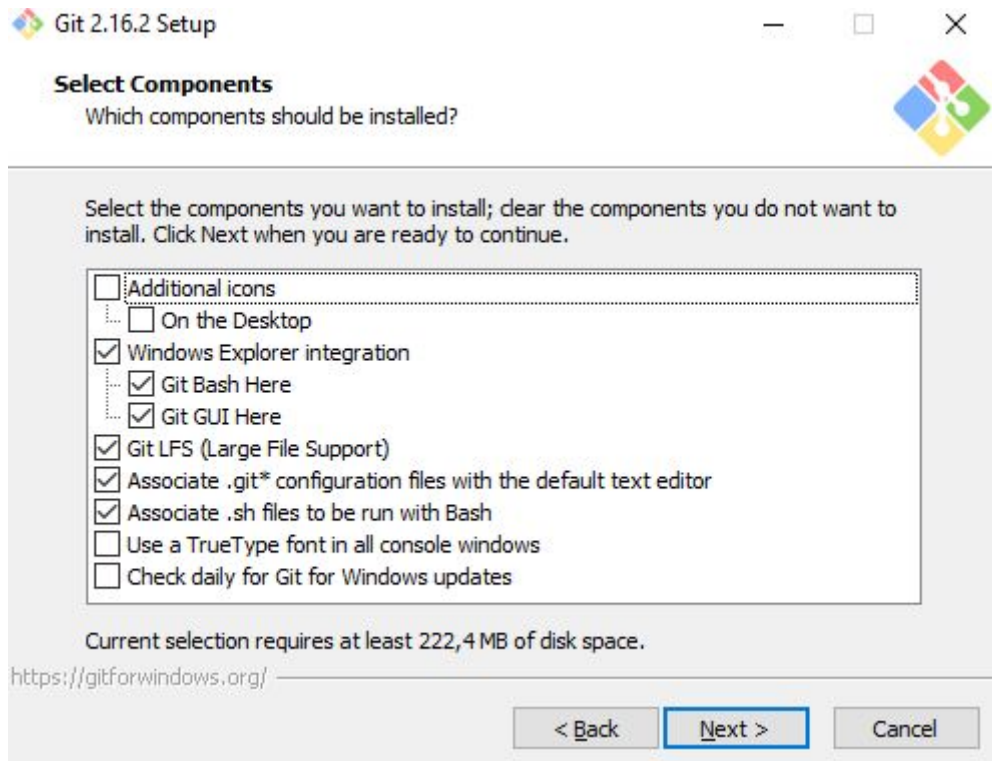 Git 2.16.2 Setup
Select Components
Which components should be installed?
Select the components you want to install; clear the components you do not want to
install. Click Next when you are ready to continue.
Additional icons
On the Desktop
Windows Explorer integration
Git Bash Here
Git GUI Here
Git LFS (Large File Support)
Associate .git* configuration files with the default text editor
Associate .sh files to be run with Bash
Use a TrueType font in all console windows
Check daily for Git for Windows updates
Current selection requires at least 222,4 MB of disk space.
https://gitforwindows.org/
< Back Next > Cancel